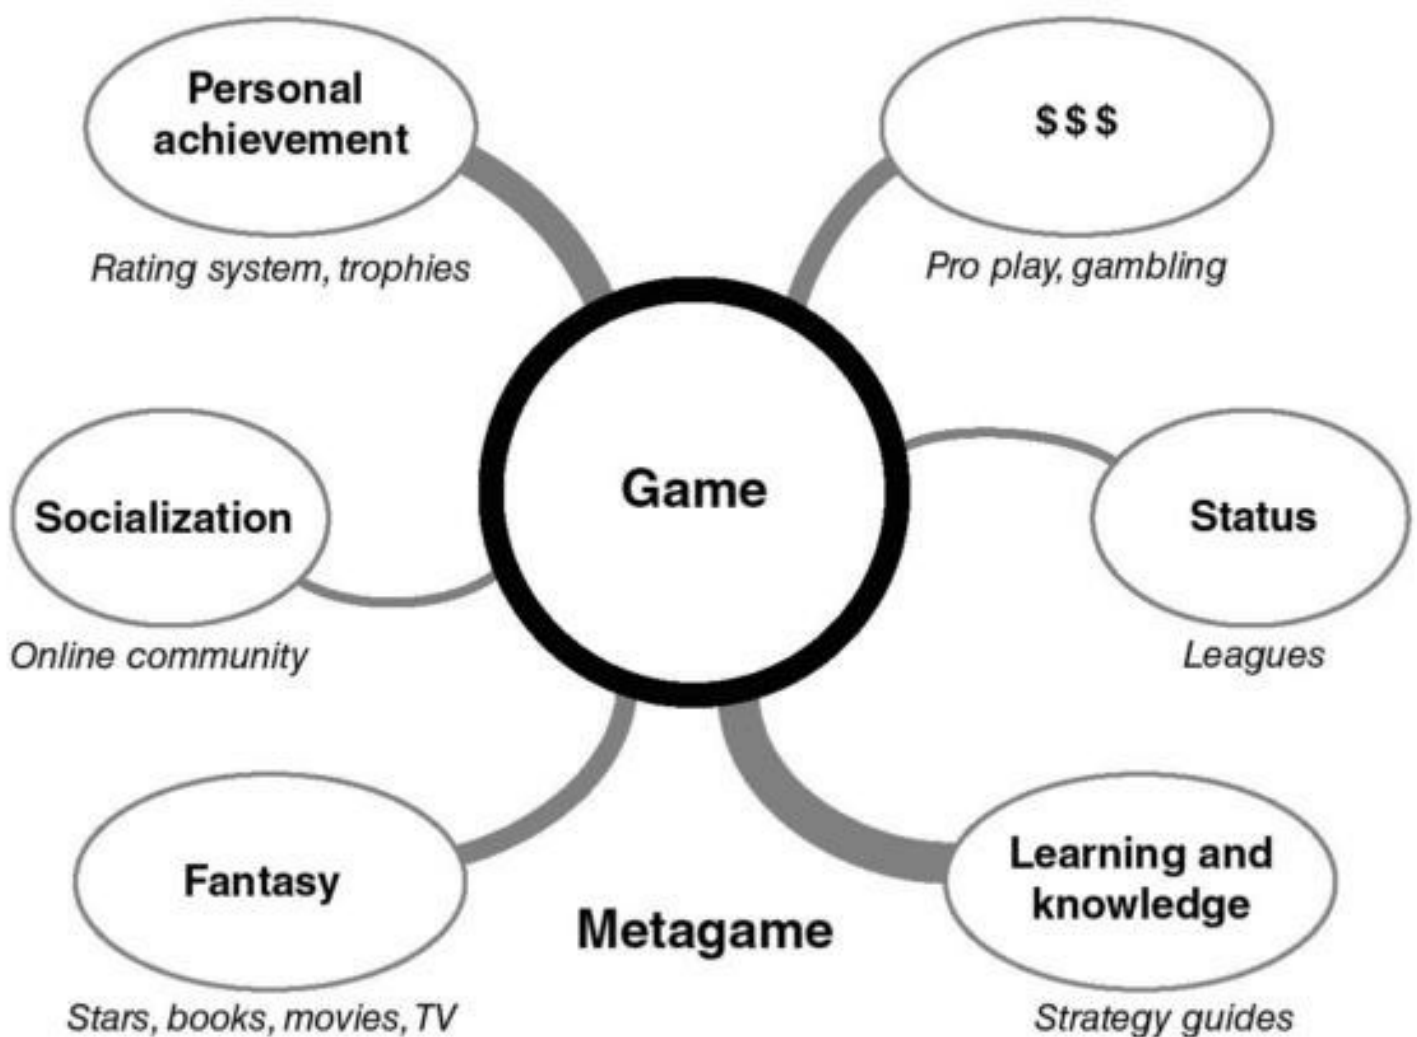 Personal
achievement
Rating system, trophies
$$$
Pro play, gambling
Socialization
Online community
Game
Status
Leagues
Fantasy
Stars, books, movies, TV
Metagame
Learning and
knowledge
Strategy guides